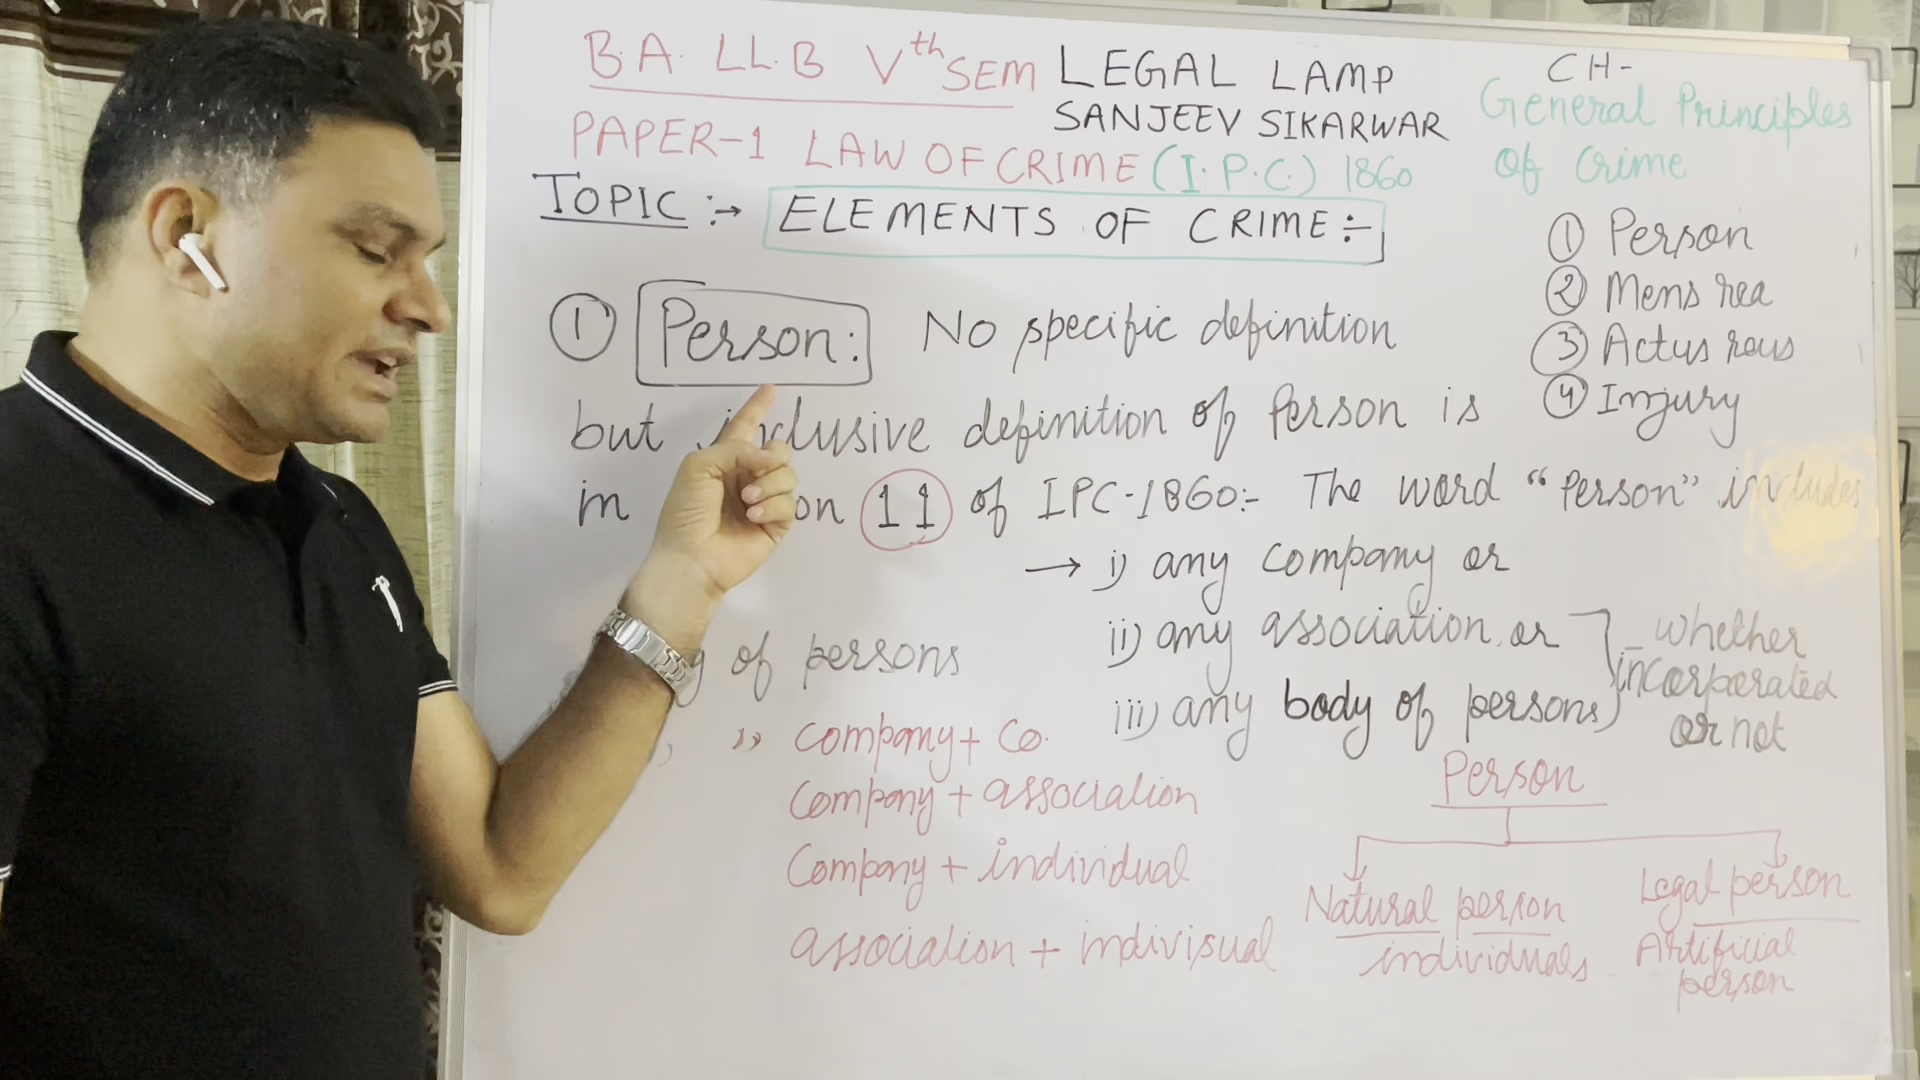 B.A. LL.B Vth SEM
LEGAL LAMP
SANJEEV SIKARWAR
CH-
General Principles
of Crime
PAPER-1 LAW OF CRIME (I.P.C.) 1860
TOPIC :→ ELEMENTS OF CRIME:-
① Person
② Mens rea
③ Actus reus
④ Injury
① Person: No specific definition
but inclusive definition of Person is
in on 11 of IPC-1860:- The word "Person" includes
→ i) any company or
ii) any association or
iii) any body of persons
whether
incorporated
or not
of persons
,, company + Co.
Company + association
Company + individual
association + indivisual
Person
Natural person
individuals
Legal person
Artificial
person